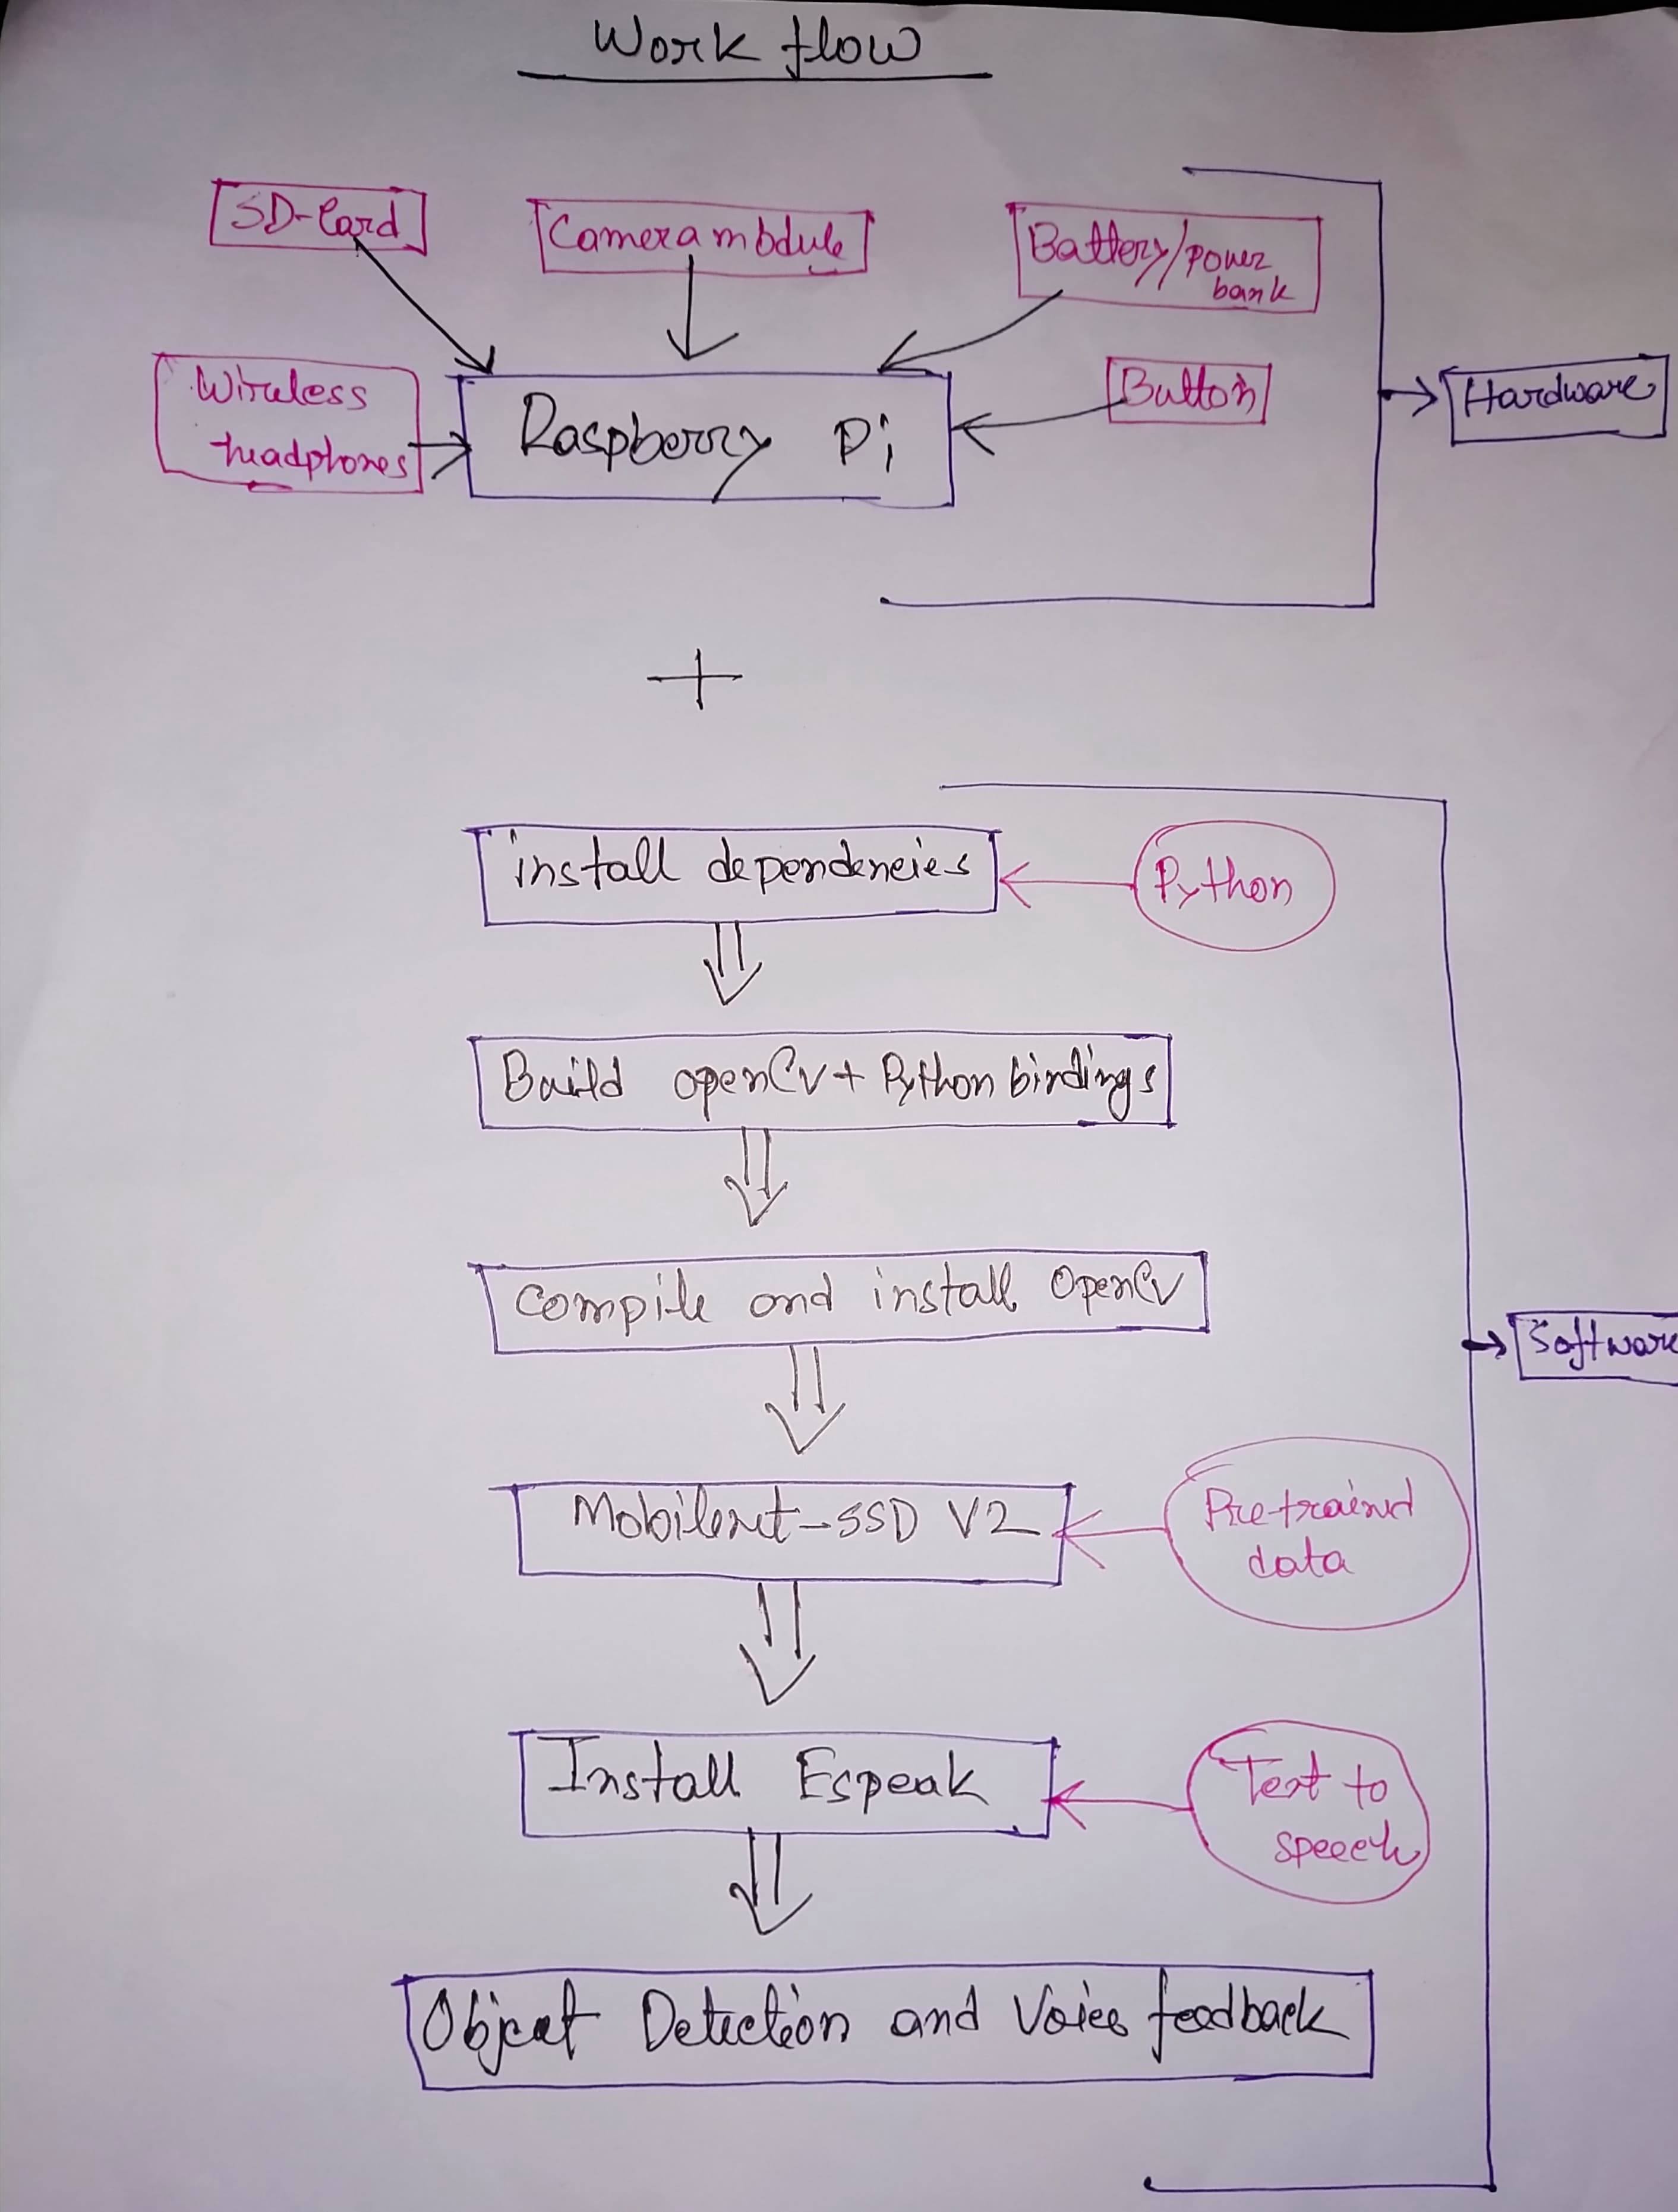 Work flow
SD-Card
Camera module
Battery/power
bank
Wireless
headphones
Raspberry Pi
Button
Hardware
+
install dependencies
Python
Build openCv + Python bindings
Compile and install OpenCv
Software
Mobilenet-SSD V2
Pre-trained
data
Install Espeak
Text to
speech
Object Detection and Voice feedback